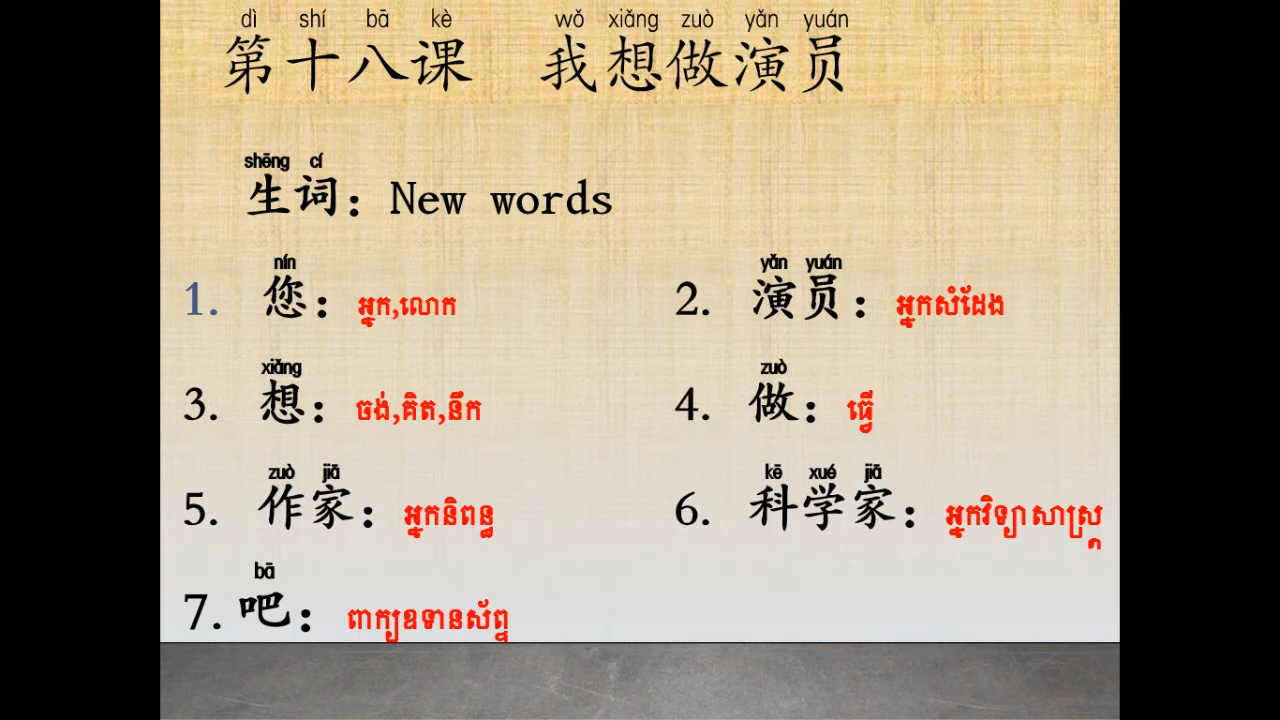 dì shí bā kè wǒ xiǎng zuò yǎn yuán
第十八课 我想做演员
shēng cí
生词：New words
nín yǎn yuán
1. 您：អ្នក,លោក 2. 演员：អ្នកសំដែង
xiǎng zuò
3. 想：ចង់,គិត,នឹក 4. 做：ធ្វើ
zuò jiā kē xué jiā
5. 作家：អ្នកនិពន្ធ 6. 科学家：អ្នកវិទ្យាសាស្ត្រ
bā
7. 吧：ពាក្យឧទានស័ព្ទ